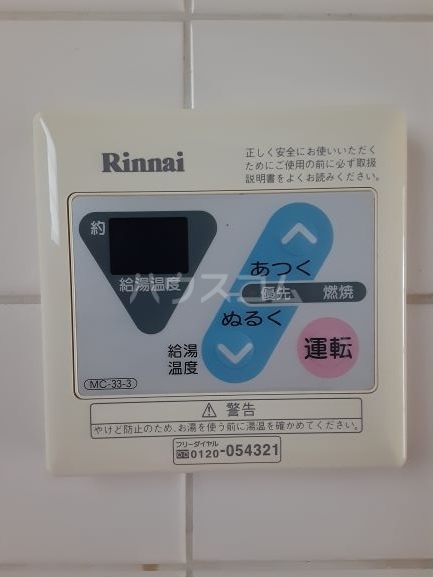 Rinnai
正しく安全にお使いいただく
ためにご使用の前に必ず取扱
説明書をよくお読みください。
約
給湯温度
あつく
優先 燃焼
ぬるく
給湯
温度
運転
MC-33-3
ハウスコム
⚠ 警告
やけど防止のため、お湯を使う前に湯温を確かめてください。
フリーダイヤル
0120-054321